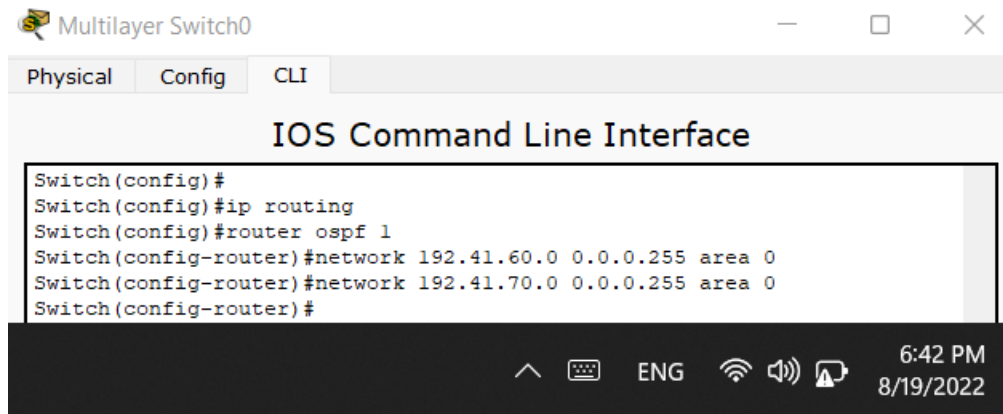 Multilayer Switch0
Physical Config CLI
IOS Command Line Interface
Switch(config)#
Switch(config)#ip routing
Switch(config)#router ospf 1
Switch(config-router)#network 192.41.60.0 0.0.0.255 area 0
Switch(config-router)#network 192.41.70.0 0.0.0.255 area 0
Switch(config-router)#
ENG
6:42 PM
8/19/2022